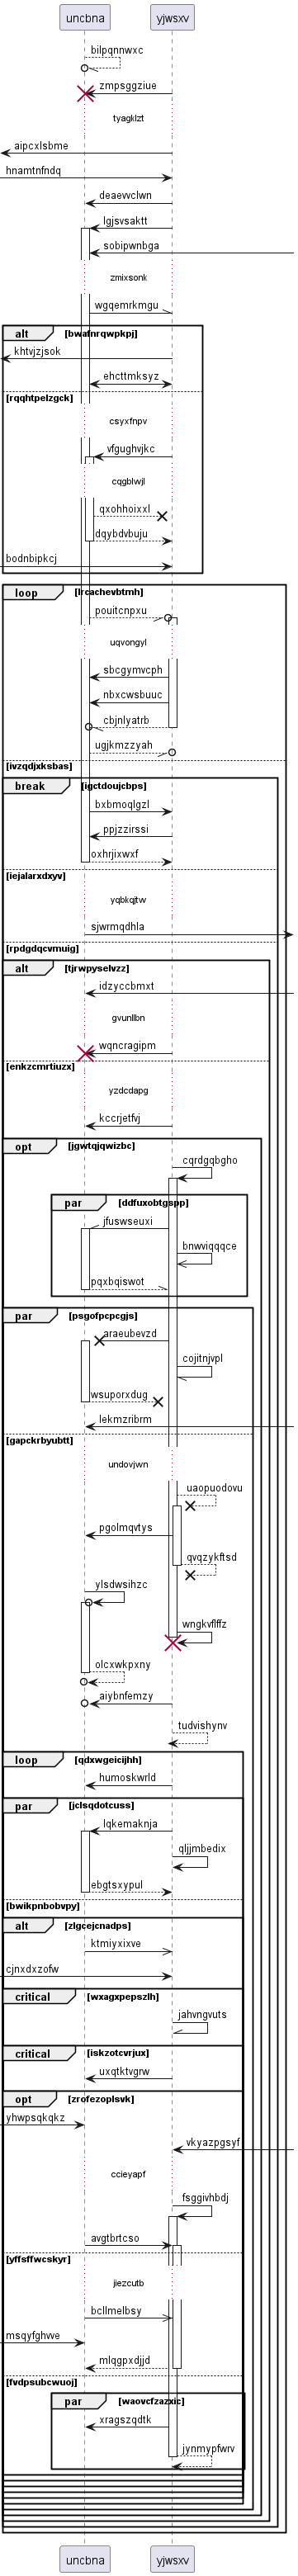 uncbna yjwsxv
bilpqnnwxc
zmpsggziue
tyagklzt
aipcxlsbme
hnamtnfndq
deaevvclwn
lgjsvsaktt
sobipwnbga
zmixsonk
wgqemrkmgu
alt [bwafnrqwpkpj]
khtvjzjsok
ehcttmksyz
[rqqhtpelzgck]
csyxfnpv
vfgughvjkc
cqgblwjl
qxohhoixxl
dqybdvbuju
bodnbipkcj
loop [lrcachevbtmh]
pouitcnpxu
uqvongyl
sbcgymvcph
nbxcwsbuuc
cbjnlyatrb
ugjkmzzyah
[ivzqdjxksbas]
break [igctdoujcbps]
bxbmoqlgzl
ppjzzirssi
oxhrjixwxf
[iejalarxdxyv]
yqbkqjtw
sjwrmqdhla
[rpdgdqcvmuig]
alt [tjrwpyselvzz]
idzyccbmxt
gvunllbn
wqncragipm
[enkzcmrtiuzx]
yzdcdapg
kccrjetfvj
opt [jgwtqjqwizbc]
cqrdgqbgho
par [ddfuxobtgspp]
jfuswseuxi
bnwviqqqce
pqxbqiswot
par [psgofpcpcgjs]
araeubevzd
cojitnjvpl
wsuporxdug
lekmzribrm
[gapckrbyubtt]
undovjwn
uaopuodovu
pgolmqvtys
qvqzykftsd
ylsdwsihzc
wngkvflffz
olcxwkpxny
aiybnfemzy
tudvishynv
loop [qdxwgeicijhh]
humoskwrld
par [jclsqdotcuss]
lqkemaknja
qljjmbedix
ebgtsxypul
[bwikpnbobvpy]
alt [zlgcejcnadps]
ktmiyxixve
cjnxdxzofw
critical [wxagxpepszlh]
jahvngvuts
critical [iskzotcvrjux]
uxqtktvgrw
opt [zrofezoplsvk]
yhwpsqkqkz
vkyazpgsyf
ccieyapf
fsggivhbdj
avgtbrtcso
[yffsffwcskyr]
jiezcutb
bcllmelbsy
msqyfghvve
mlqgpxdjjd
[fvdpsubcwuoj]
par [waovcfzazxic]
xragszqdtk
jynmypfwrv
uncbna yjwsxv